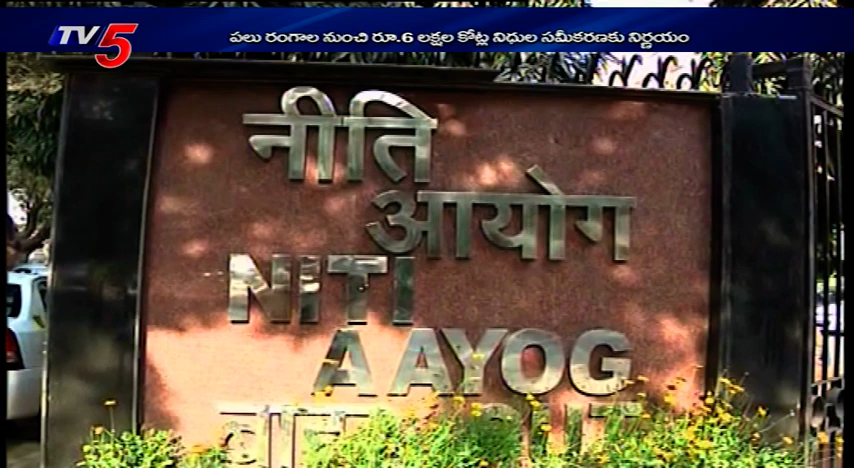 TV5
పలు రంగాల నుంచి రూ.6 లక్షల కోట్ల నిధుల సమీకరణకు నిర్ణయం
नीति
आयोग
NITI
AAYOG